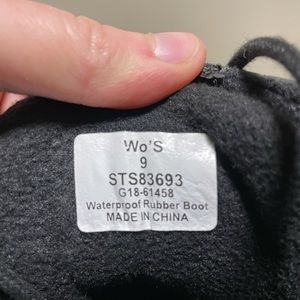 Wo'S
9
STS83693
G18-61458
Waterproof Rubber Boot
MADE IN CHINA